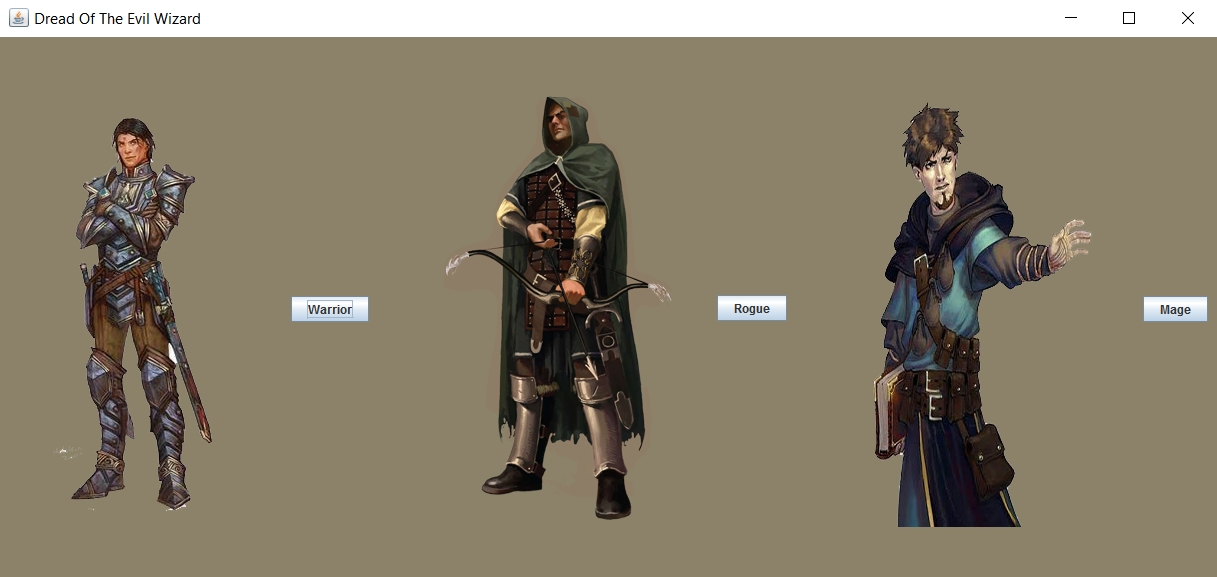 Dread Of The Evil Wizard
Warrior
Rogue
Mage